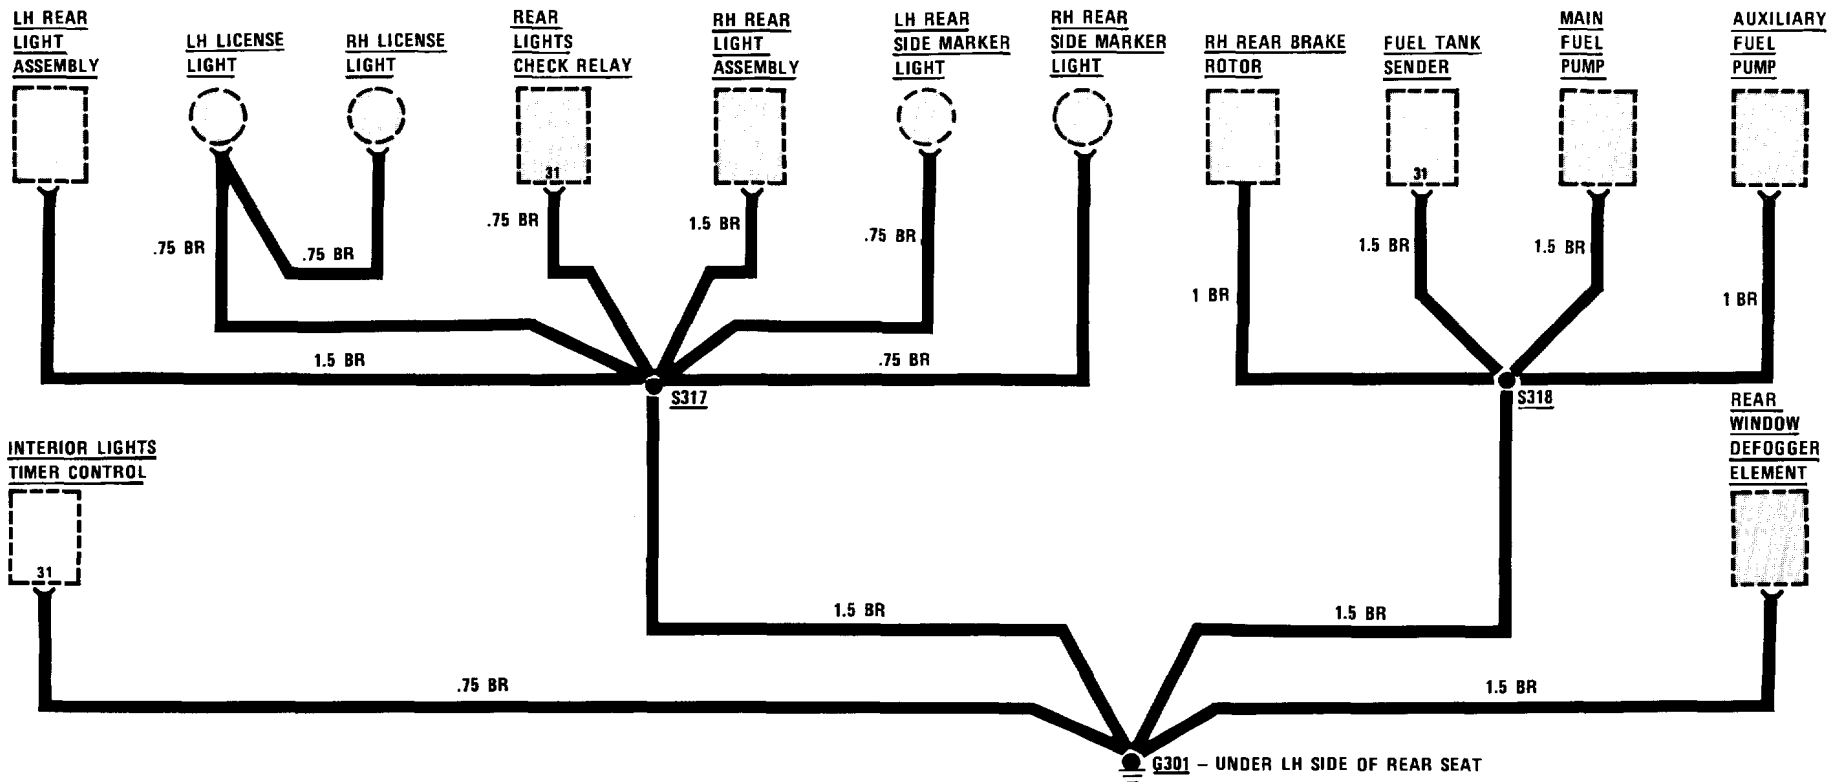 LH REAR
LIGHT
ASSEMBLY
LH LICENSE
LIGHT
RH LICENSE
LIGHT
REAR
LIGHTS
CHECK RELAY
RH REAR
LIGHT
ASSEMBLY
LH REAR
SIDE MARKER
LIGHT
RH REAR
SIDE MARKER
LIGHT
RH REAR BRAKE
ROTOR
FUEL TANK
SENDER
MAIN
FUEL
PUMP
AUXILIARY
FUEL
PUMP
31
31
.75 BR
.75 BR
.75 BR
1.5 BR
.75 BR
1 BR
1.5 BR
1.5 BR
1 BR
1.5 BR
.75 BR
S317
S318
INTERIOR LIGHTS
TIMER CONTROL
31
REAR
WINDOW
DEFOGGER
ELEMENT
1.5 BR
1.5 BR
.75 BR
1.5 BR
G301 – UNDER LH SIDE OF REAR SEAT